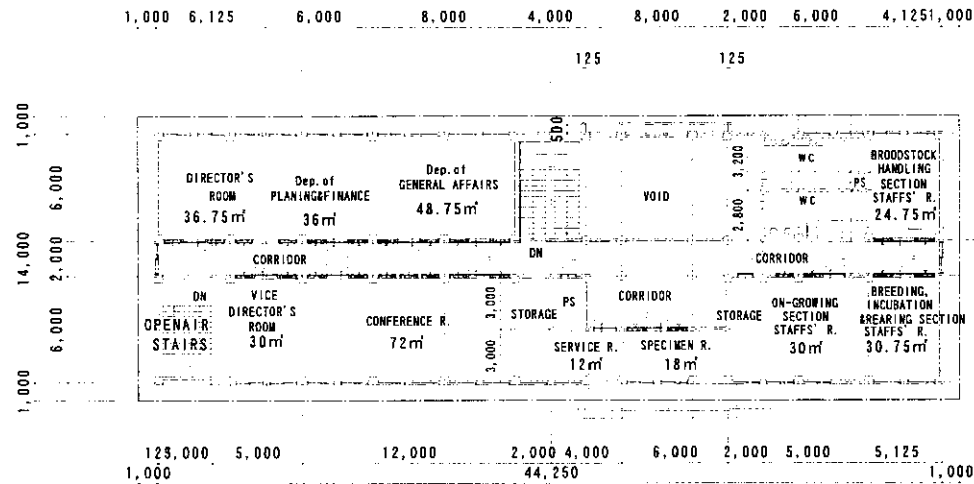 1,000 6,125 6,000 8,000 4,000 8,000 2,000 6,000 4,125 1,000
125 125
1,000
6,000
14,000
2,000
6,000
1,000
500
DIRECTOR'S
ROOM
36.75㎡
Dep. of
PLANING&FINANCE
36㎡
Dep. of
GENERAL AFFAIRS
48.75㎡
VOID
3,200
2,800
WC
WC
PS
BROODSTOCK
HANDLING
SECTION
STAFFS' R.
24.75㎡
CORRIDOR
DN
CORRIDOR
DN
OPENAIR
STAIRS
VICE
DIRECTOR'S
ROOM
30㎡
CONFERENCE R.
72㎡
3,000
3,000
STORAGE
PS
CORRIDOR
SERVICE R.
12㎡
SPECIMEN R.
18㎡
STORAGE
ON-GROWING
SECTION
STAFFS' R.
30㎡
BREEDING,
INCUBATION
&REARING SECTION
STAFFS' R.
30.75㎡
123,000 5,000 12,000 2,000 4,000 6,000 2,000 5,000 5,125
1,000 44,250 1,000